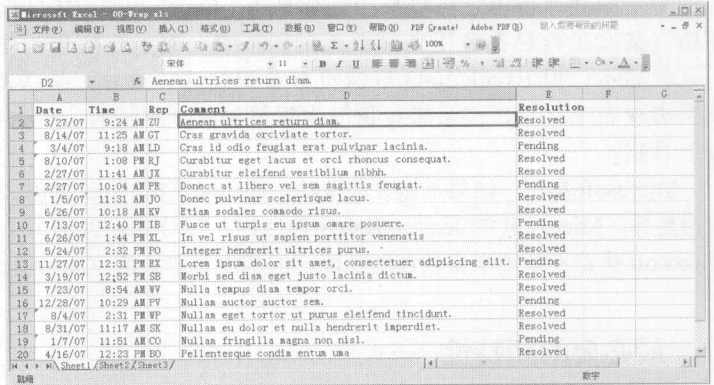 Microsoft Excel - OD-Wrap xls
文件(F) 编辑(E) 视图(V) 插入(I) 格式(O) 工具(T) 数据(D) 窗口(W) 帮助(H) PDF Create! Adobe PDF(B) 键入需要帮助的问题
100%
宋体 11 B I U
D2 fx Aenean ultrices return diam.
A B C D E F G
1 Date Time Rep Comment Resolution
2 3/27/07 9:24 AM ZU Aenean ultrices return diam. Resolved
3 8/14/07 11:25 AM GT Cras gravida orciviate tortor. Resolved
4 3/4/07 9:18 AM LD Cras id odio feugiat erat pulvinar lacinia. Pending
5 8/10/07 1:08 PM RJ Curabitur eget lacus et orci rhoncus consequat. Resolved
6 2/27/07 11:41 AM JX Curabitur eleifend vestibilum nibhh. Resolved
7 2/27/07 10:04 AM PE Donect at libero vel sem sagittis feugiat. Pending
8 1/5/07 11:31 AM JO Donec pulvinar scelerisque lacus. Resolved
9 6/26/07 10:18 AM KV Etiam sodales commodo risus. Resolved
10 7/13/07 12:40 PM IB Fusce ut turpis eu ipsum omare posuere. Pending
11 6/26/07 1:44 PM XL In vel risus ut sapien porttitor venenatis Resolved
12 5/24/07 2:32 PM PO Integer hendrerit ultrices purus. Resolved
13 11/27/07 12:31 PM EX Lorem ipsum dolor sit amet, consectetuer adipiscing elit. Pending
14 3/19/07 12:52 PM SB Morbi sed diam eget justo lacinia dictum. Resolved
15 7/23/07 8:54 AM VV Nulla tempus diam tempor orci. Resolved
16 12/28/07 10:29 AM PV Nullam auctor auctor sem. Pending
17 8/4/07 2:31 PM VP Nullam eget tortor ut purus eleifend tincidunt. Resolved
18 8/31/07 11:17 AM SK Nullam eu dolor et nulla hendrerit imperdiet. Resolved
19 1/7/07 11:51 AM CO Nullam fringilla magna non nisl. Pending
20 4/16/07 12:23 PM BO Pellentesque condim entum uma Resolved
Sheet1 / Sheet2 / Sheet3 /
就绪 数字